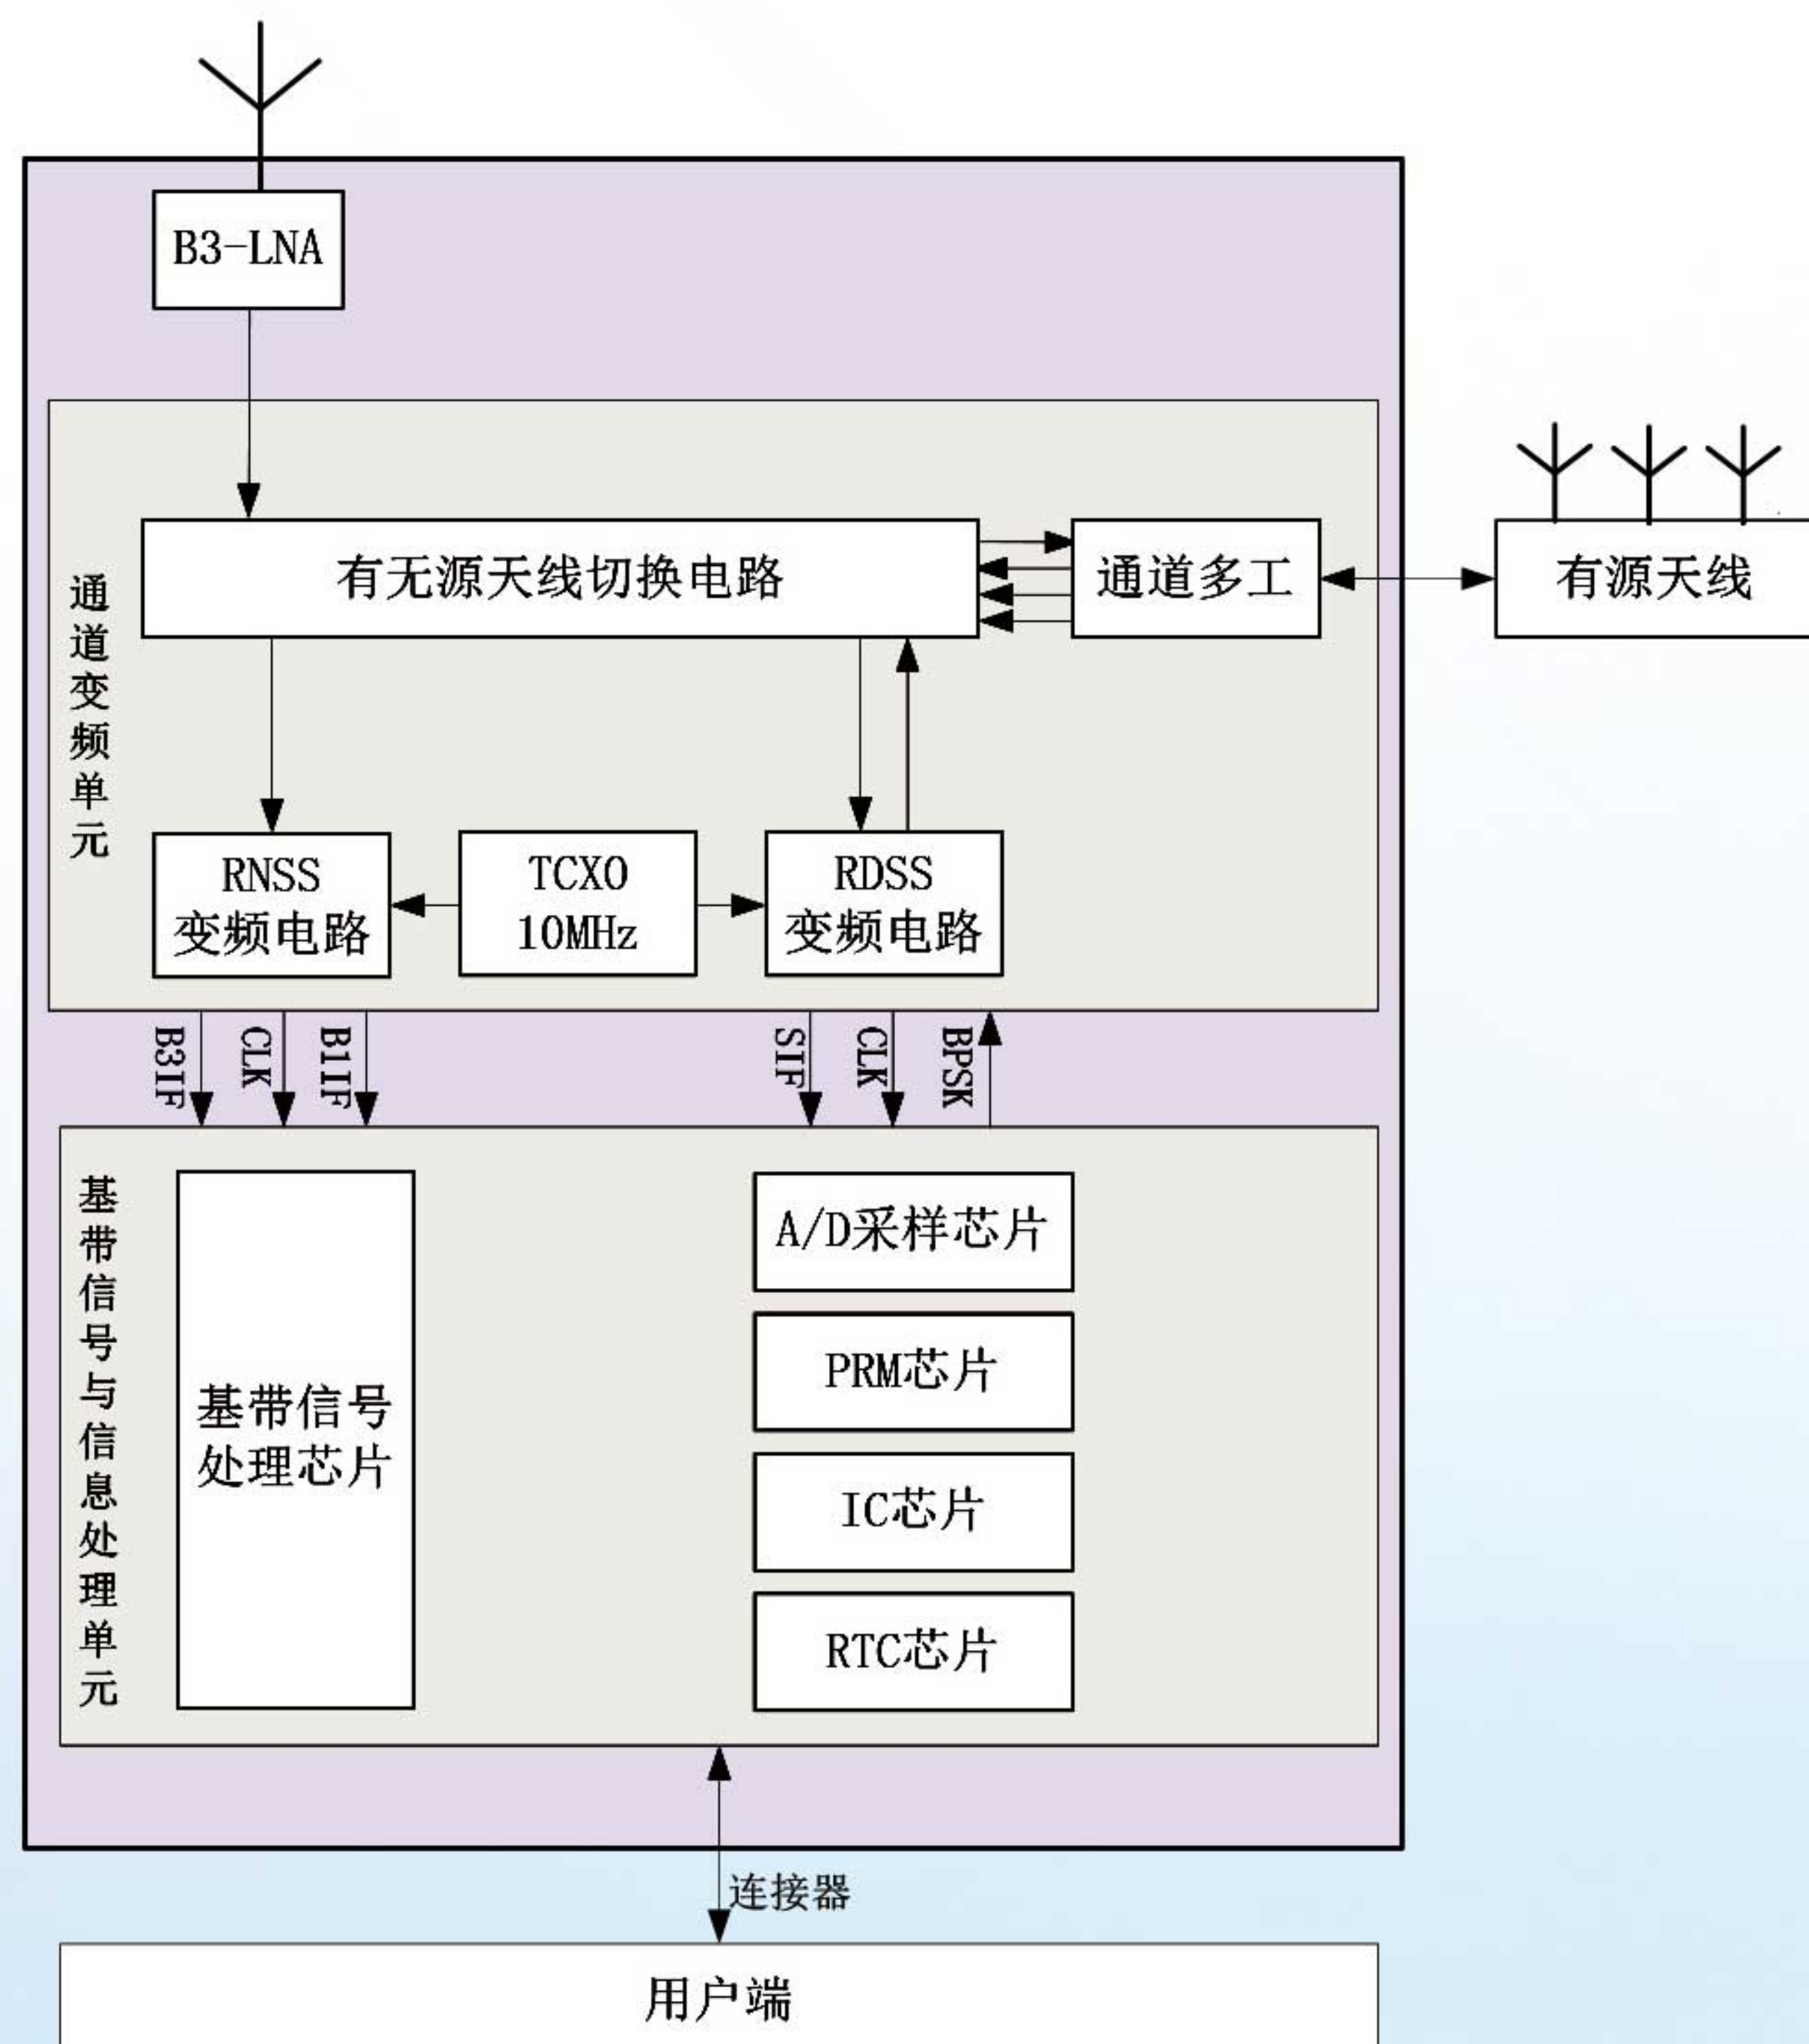 B3-LNA
通道变频单元
有无源天线切换电路
通道多工
有源天线
RNSS
变频电路
TCXO
10MHz
RDSS
变频电路
B3IF
CLK
B1IF
SIF
CLK
BPSK
基带信号与信息处理单元
基带信号
处理芯片
A/D采样芯片
PRM芯片
IC芯片
RTC芯片
连接器
用户端